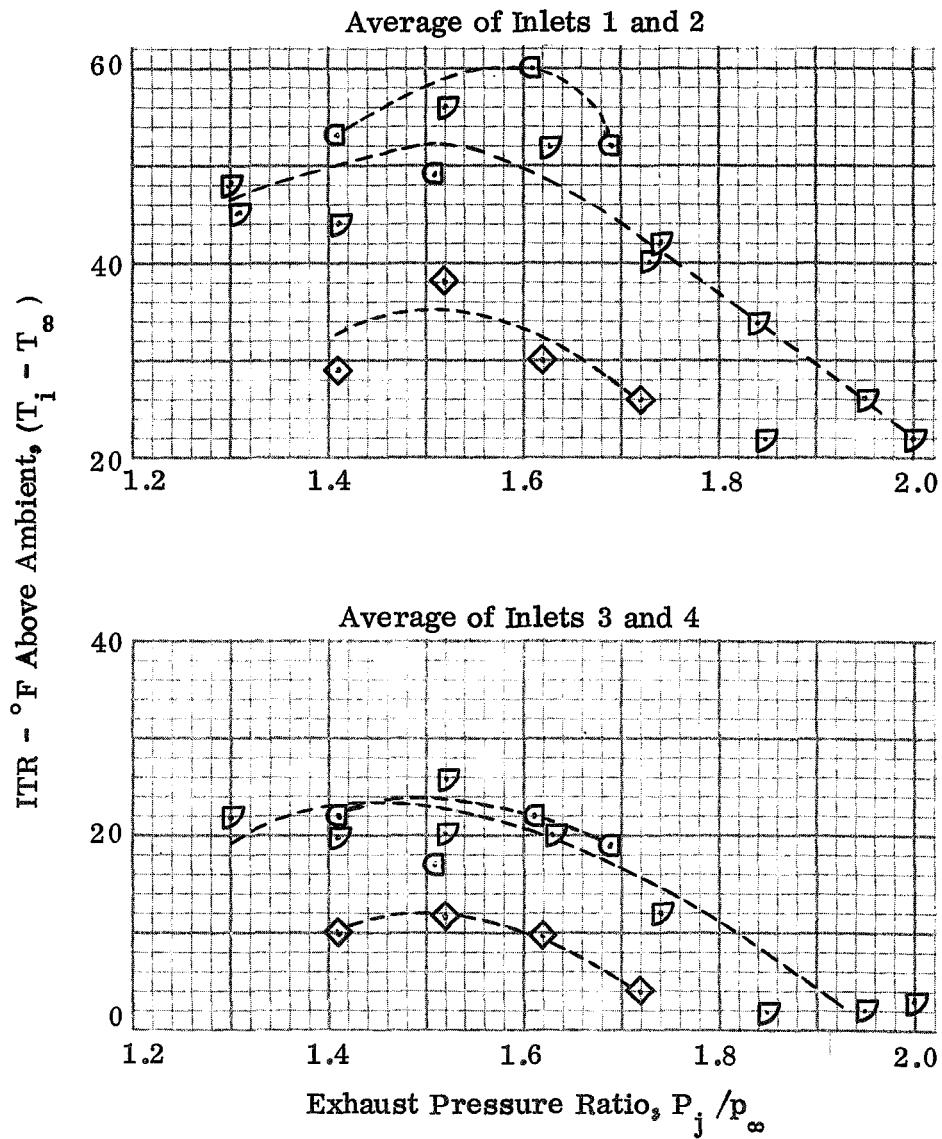 Average of Inlets 1 and 2
60
40
20
1.2 1.4 1.6 1.8 2.0
ITR - °F Above Ambient, (T_i - T_∞)
Average of Inlets 3 and 4
40
20
0
1.2 1.4 1.6 1.8 2.0
Exhaust Pressure Ratio, P_j/p_∞